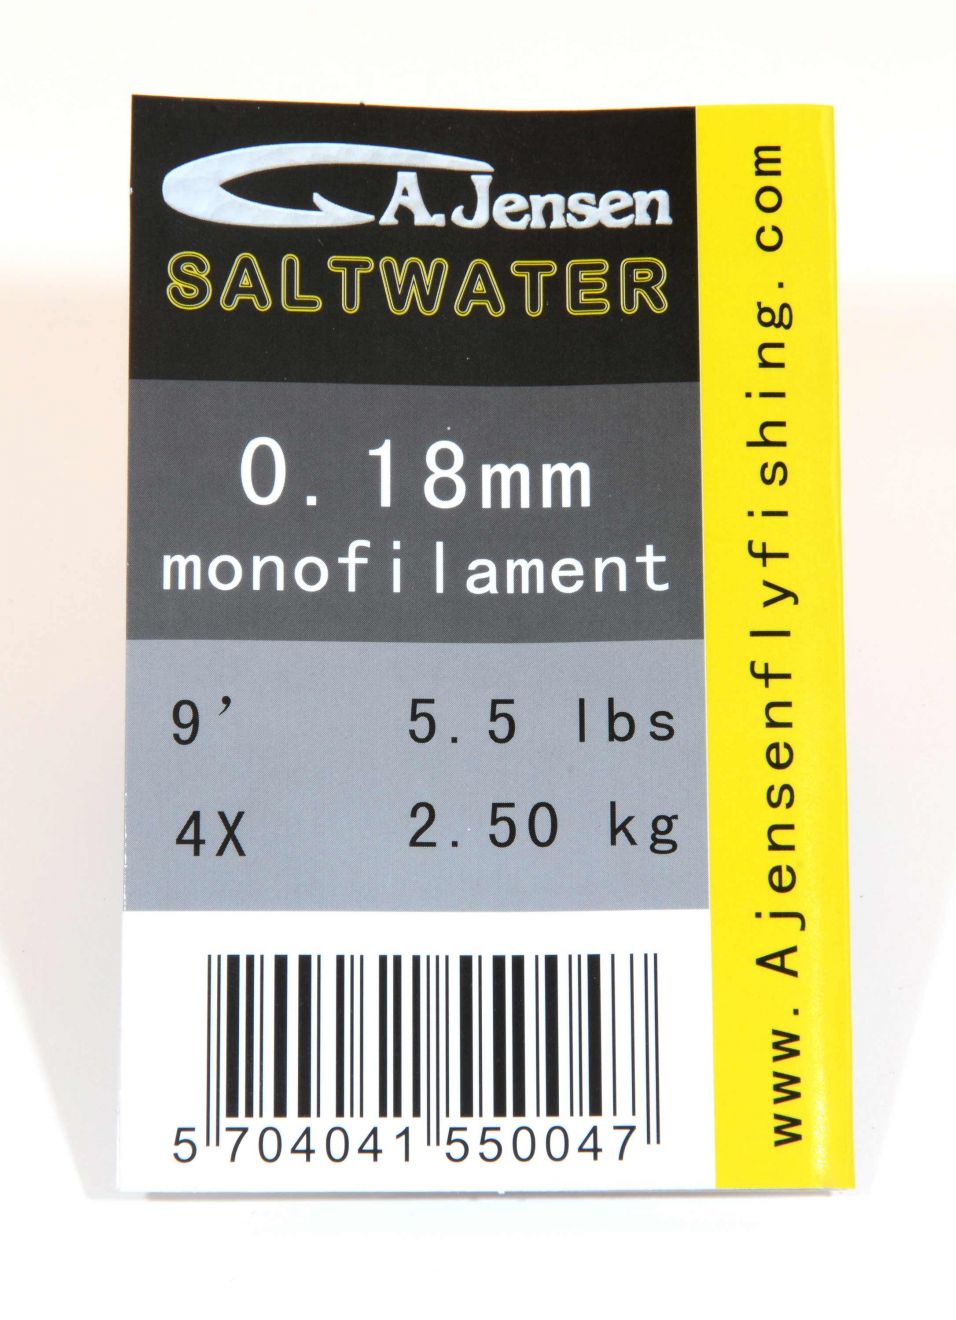 A. Jensen
SALTWATER
0.18mm
monofilament
9' 5.5 lbs
4X 2.50 kg
5 704041 550047
www.Ajensenflyfishing.com